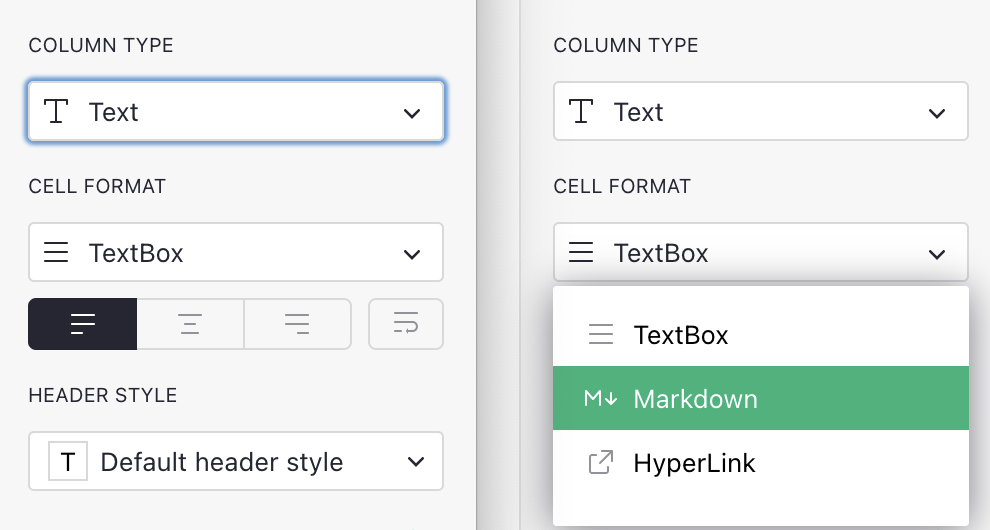 COLUMN TYPE
Text
CELL FORMAT
TextBox
HEADER STYLE
T Default header style
COLUMN TYPE
Text
CELL FORMAT
TextBox
TextBox
M↓ Markdown
HyperLink